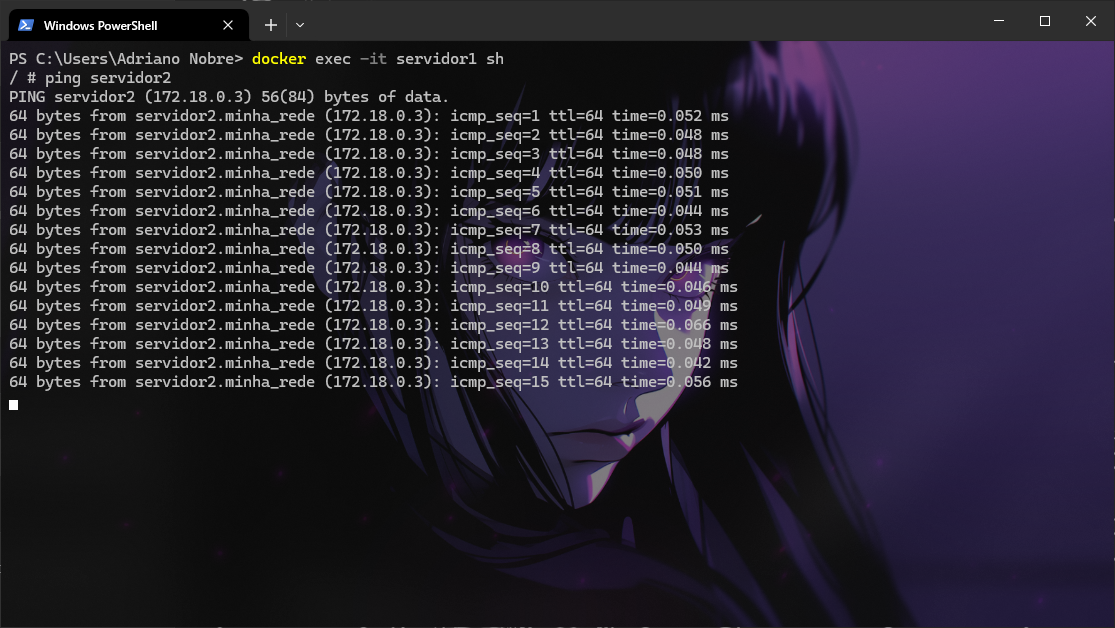 Windows PowerShell
PS C:\Users\Adriano Nobre> docker exec -it servidor1 sh
/ # ping servidor2
PING servidor2 (172.18.0.3) 56(84) bytes of data.
64 bytes from servidor2.minha_rede (172.18.0.3): icmp_seq=1 ttl=64 time=0.052 ms
64 bytes from servidor2.minha_rede (172.18.0.3): icmp_seq=2 ttl=64 time=0.048 ms
64 bytes from servidor2.minha_rede (172.18.0.3): icmp_seq=3 ttl=64 time=0.048 ms
64 bytes from servidor2.minha_rede (172.18.0.3): icmp_seq=4 ttl=64 time=0.050 ms
64 bytes from servidor2.minha_rede (172.18.0.3): icmp_seq=5 ttl=64 time=0.051 ms
64 bytes from servidor2.minha_rede (172.18.0.3): icmp_seq=6 ttl=64 time=0.044 ms
64 bytes from servidor2.minha_rede (172.18.0.3): icmp_seq=7 ttl=64 time=0.053 ms
64 bytes from servidor2.minha_rede (172.18.0.3): icmp_seq=8 ttl=64 time=0.050 ms
64 bytes from servidor2.minha_rede (172.18.0.3): icmp_seq=9 ttl=64 time=0.044 ms
64 bytes from servidor2.minha_rede (172.18.0.3): icmp_seq=10 ttl=64 time=0.046 ms
64 bytes from servidor2.minha_rede (172.18.0.3): icmp_seq=11 ttl=64 time=0.049 ms
64 bytes from servidor2.minha_rede (172.18.0.3): icmp_seq=12 ttl=64 time=0.066 ms
64 bytes from servidor2.minha_rede (172.18.0.3): icmp_seq=13 ttl=64 time=0.048 ms
64 bytes from servidor2.minha_rede (172.18.0.3): icmp_seq=14 ttl=64 time=0.042 ms
64 bytes from servidor2.minha_rede (172.18.0.3): icmp_seq=15 ttl=64 time=0.056 ms